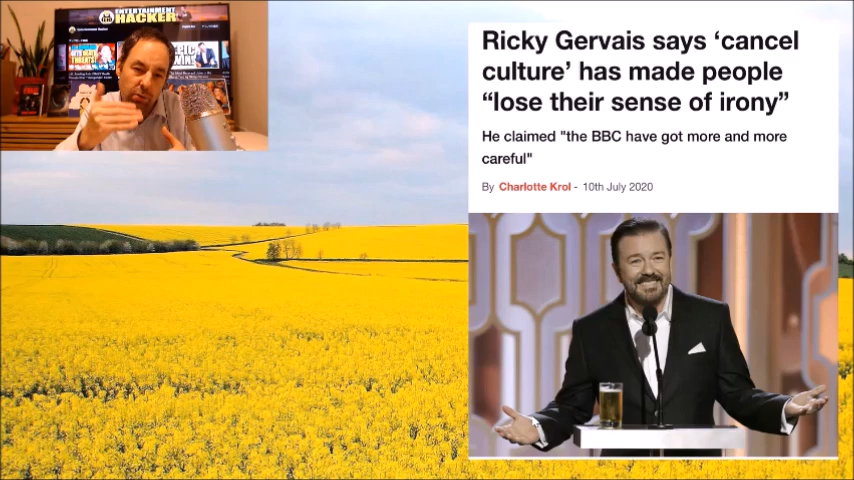 ENTERTAINMENT
HACKER
Ricky Gervais says ‘cancel
culture’ has made people
“lose their sense of irony”
He claimed "the BBC have got more and more
careful"
By Charlotte Krol - 10th July 2020